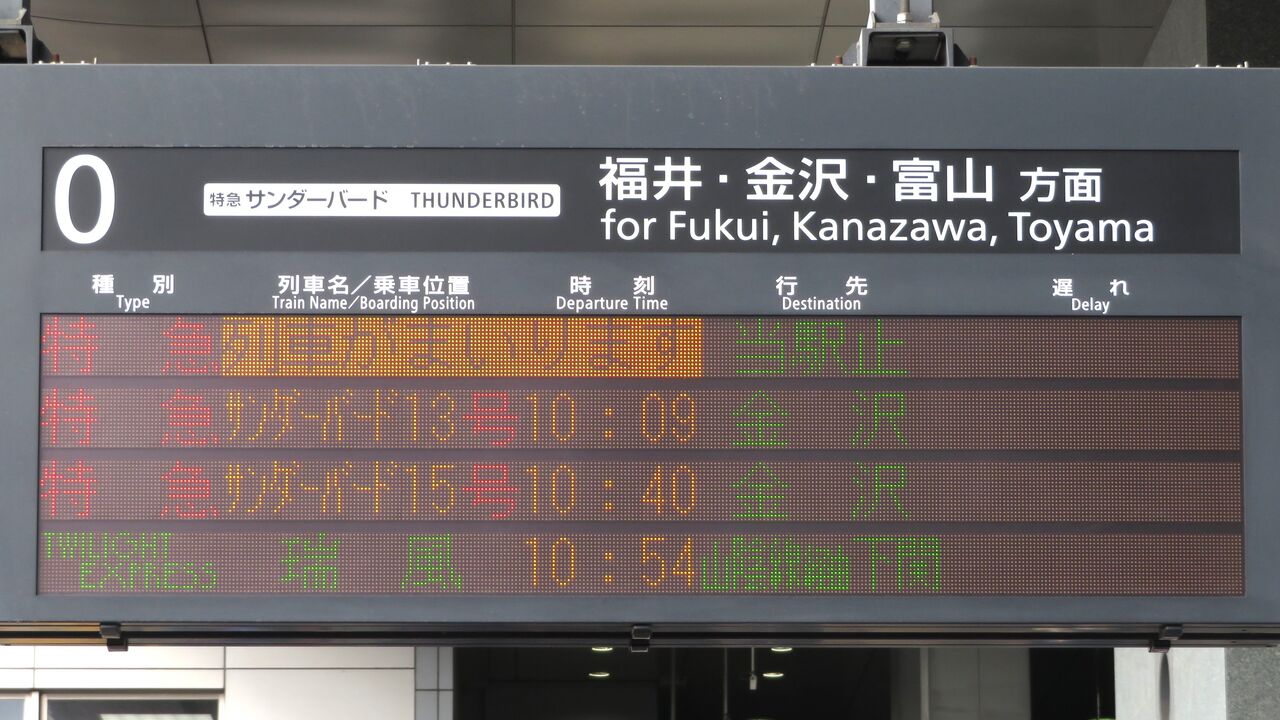 0 特急 サンダーバード THUNDERBIRD 福井・金沢・富山 方面
for Fukui, Kanazawa, Toyama
種別 列車名／乗車位置 時刻 行先 遅れ
Type Train Name/Boarding Position Departure Time Destination Delay
特急 列車がまいります 当駅止
特急 サンダーバード13号 10:09 金沢
特急 サンダーバード15号 10:40 金沢
TWILIGHT EXPRESS 瑞風 10:54 山陰経由下関